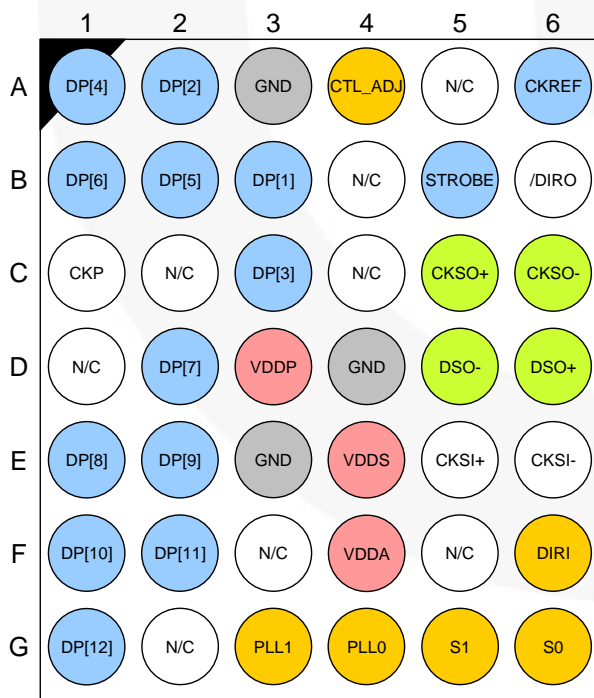 1 2 3 4 5 6
A DP[4] DP[2] GND CTL_ADJ N/C CKREF
B DP[6] DP[5] DP[1] N/C STROBE /DIRO
C CKP N/C DP[3] N/C CKSO+ CKSO-
D N/C DP[7] VDDP GND DSO- DSO+
E DP[8] DP[9] GND VDDS CKSI+ CKSI-
F DP[10] DP[11] N/C VDDA N/C DIRI
G DP[12] N/C PLL1 PLL0 S1 S0